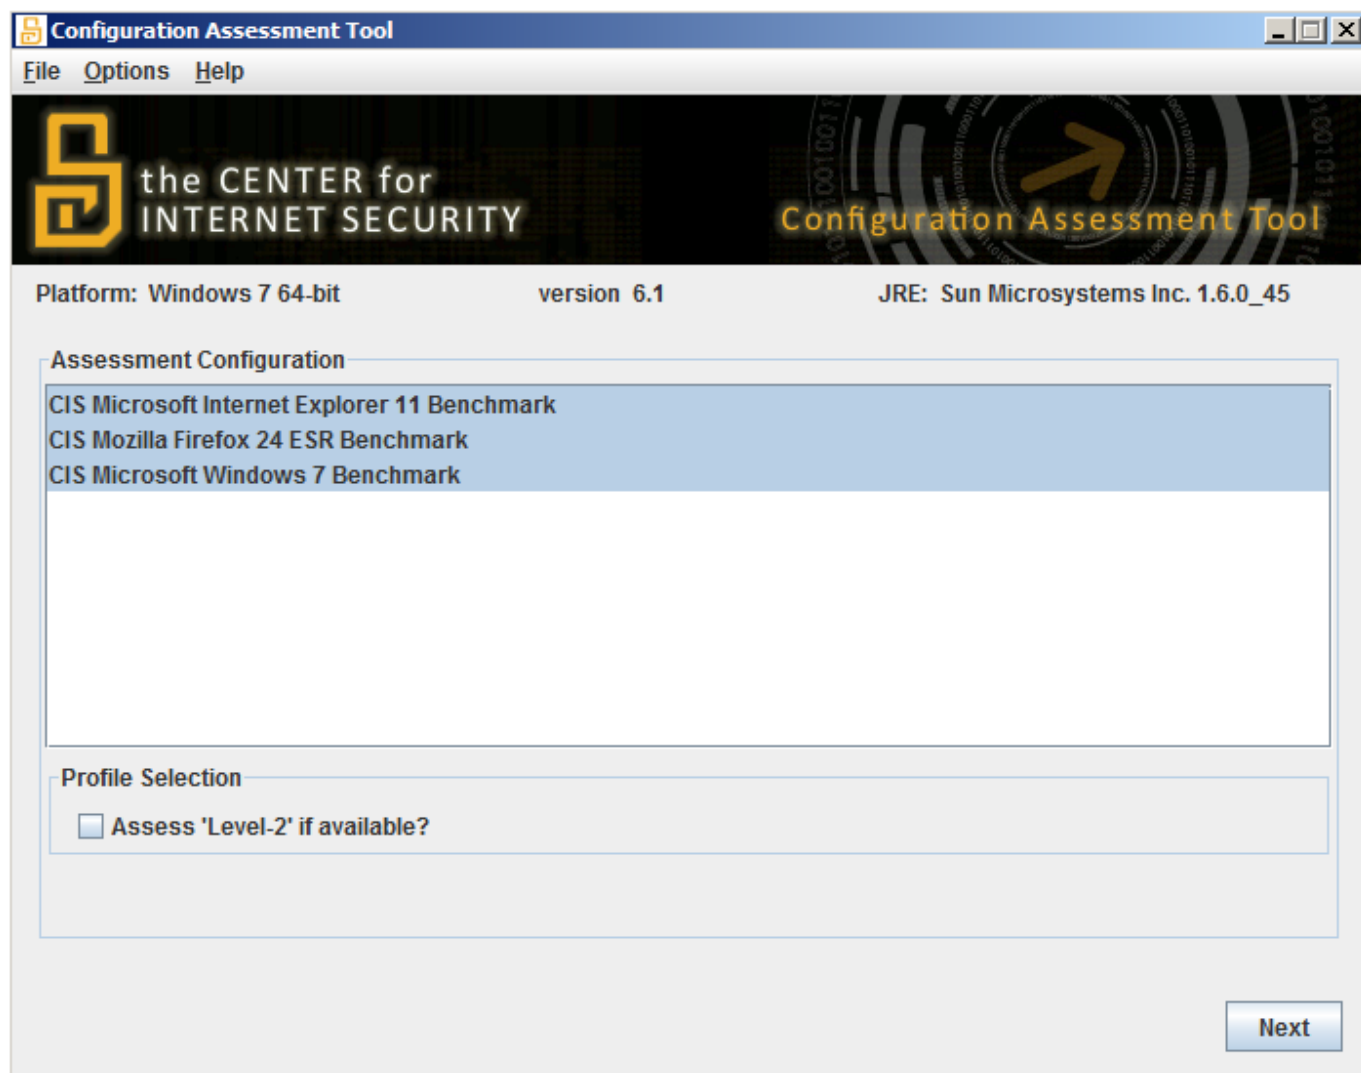 Configuration Assessment Tool
File Options Help
the CENTER for
INTERNET SECURITY
Configuration Assessment Tool
Platform: Windows 7 64-bit version 6.1 JRE: Sun Microsystems Inc. 1.6.0_45
Assessment Configuration
CIS Microsoft Internet Explorer 11 Benchmark
CIS Mozilla Firefox 24 ESR Benchmark
CIS Microsoft Windows 7 Benchmark
Profile Selection
Assess 'Level-2' if available?
Next